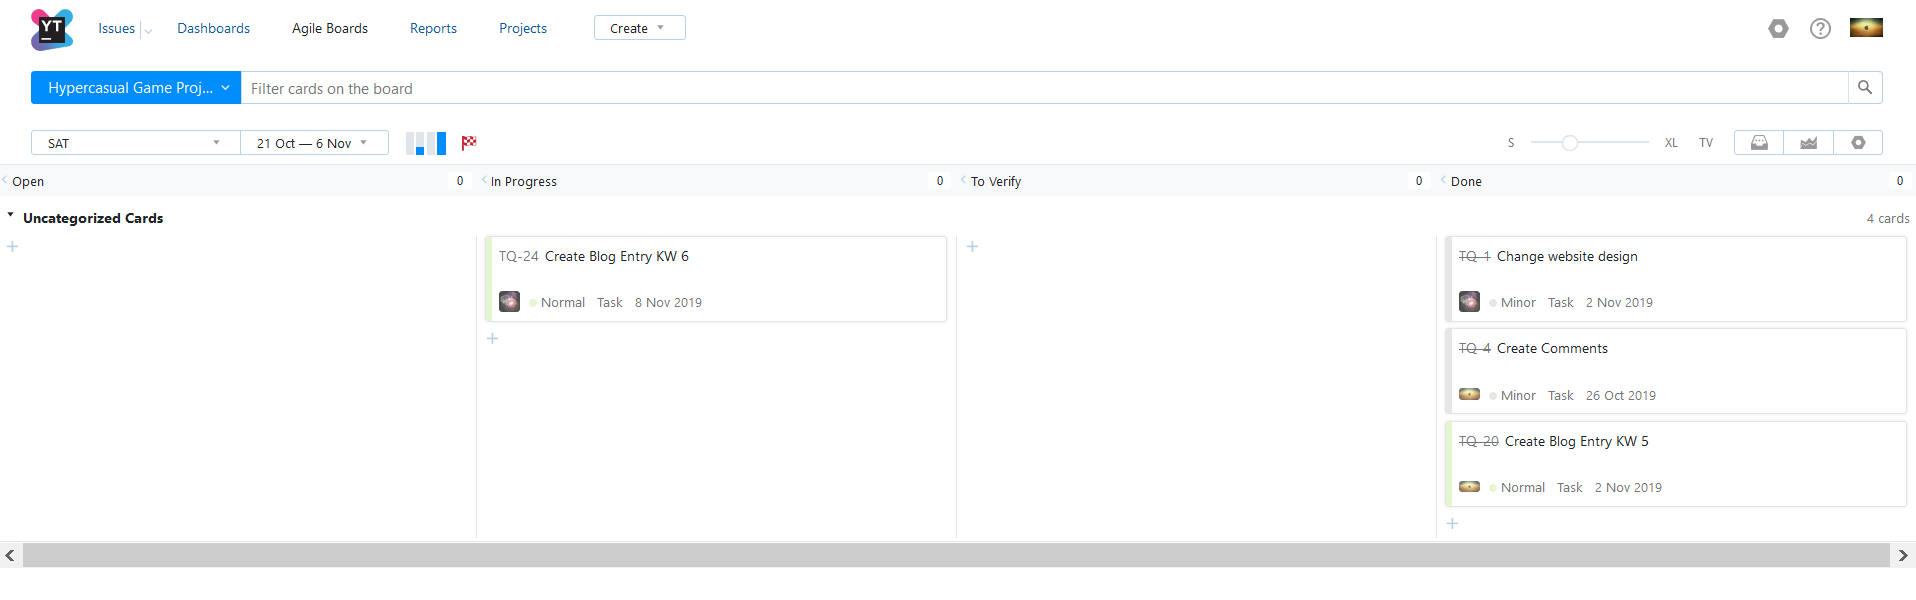 YT
Issues Dashboards Agile Boards Reports Projects Create
Hypercasual Game Proj... Filter cards on the board
SAT 21 Oct — 6 Nov S XL TV
Open 0 In Progress 0 To Verify 0 Done 0
Uncategorized Cards 4 cards
TQ-24 Create Blog Entry KW 6
Normal Task 8 Nov 2019
TQ-1 Change website design
Minor Task 2 Nov 2019
TQ-4 Create Comments
Minor Task 26 Oct 2019
TQ-20 Create Blog Entry KW 5
Normal Task 2 Nov 2019